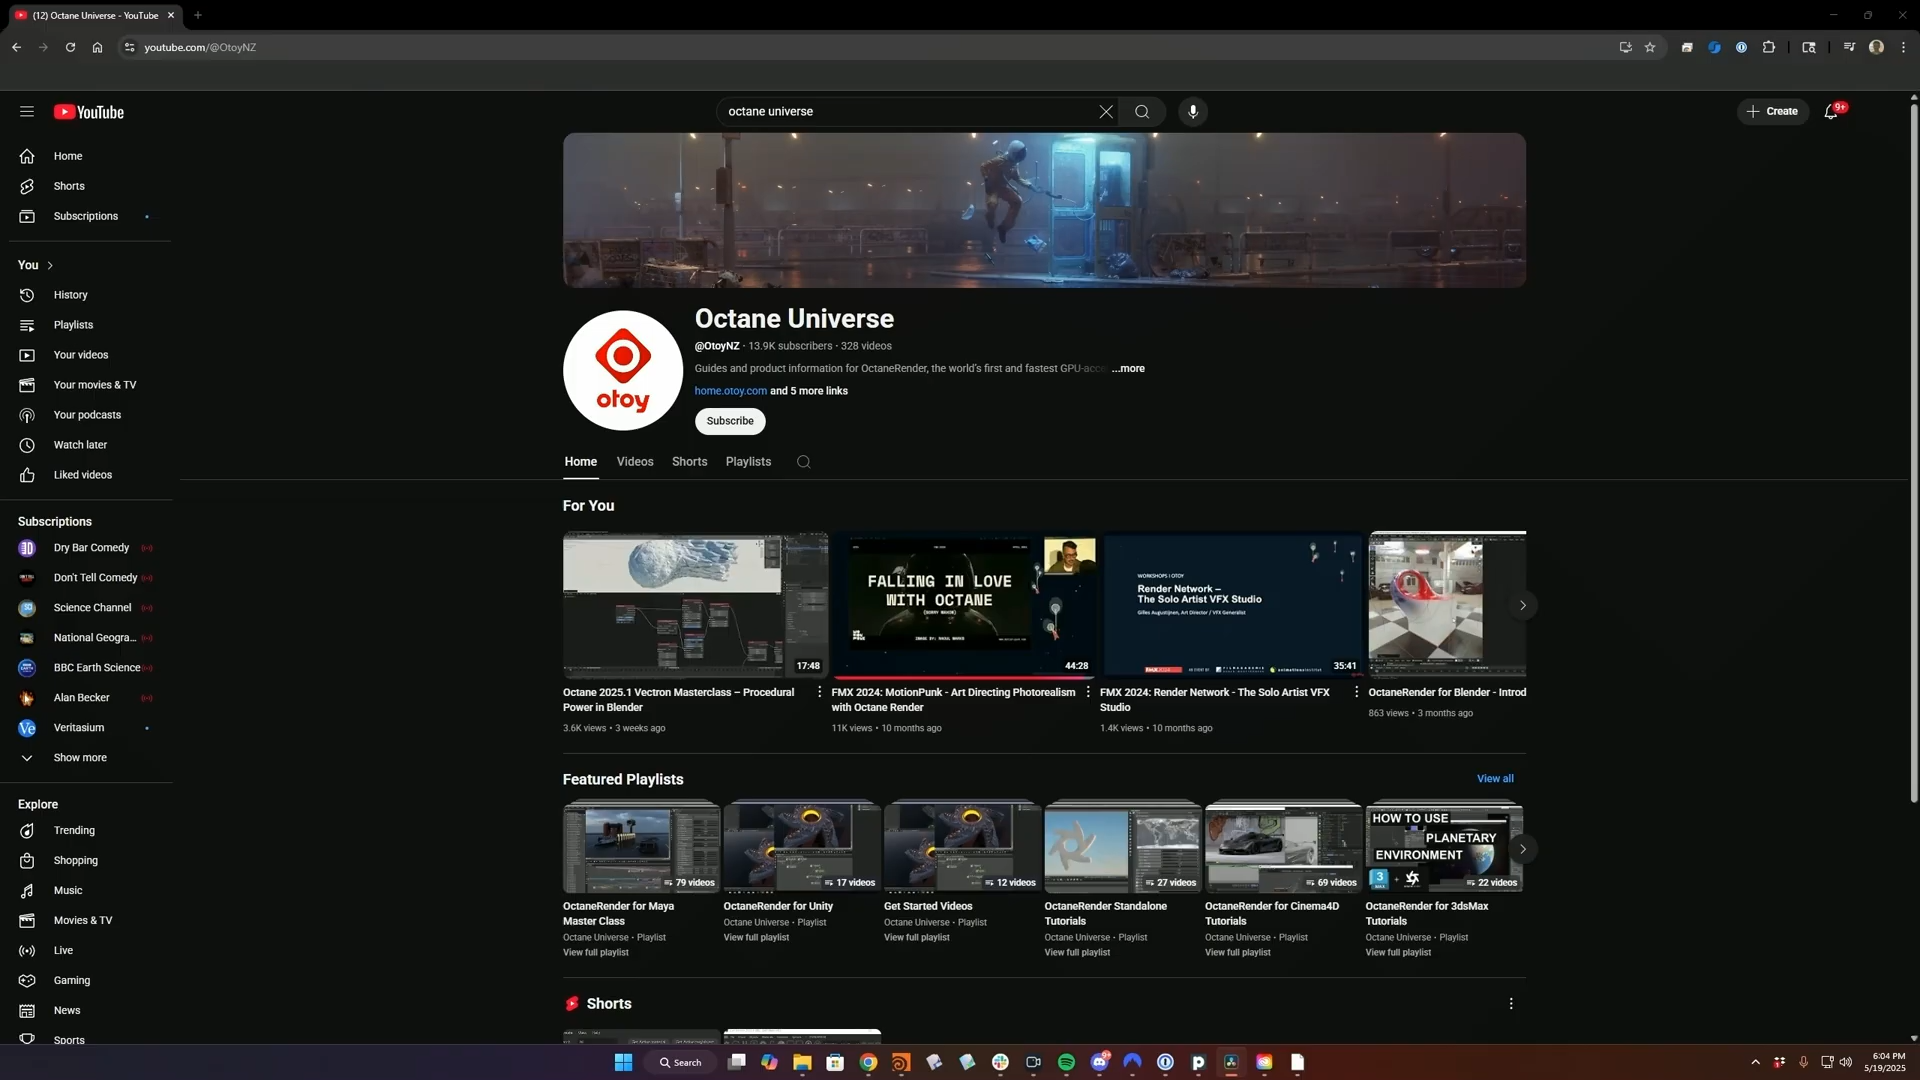 (12) Octane Universe - YouTube
youtube.com/@OtoyNZ
YouTube
octane universe
Create
9+
Home
Shorts
Subscriptions
You
History
Playlists
Your videos
Your movies & TV
Your podcasts
Watch later
Liked videos
Subscriptions
Dry Bar Comedy
Don't Tell Comedy
Science Channel
National Geogra...
BBC Earth Science
Alan Becker
Veritasium
Show more
Explore
Trending
Shopping
Music
Movies & TV
Live
Gaming
News
Sports
otoy
Octane Universe
@OtoyNZ · 13.9K subscribers · 328 videos
Guides and product information for OctaneRender, the world's first and fastest GPU-acce ...more
home.otoy.com and 5 more links
Subscribe
Home Videos Shorts Playlists
For You
17:48
Octane 2025.1 Vectron Masterclass – Procedural
Power in Blender
3.6K views • 3 weeks ago
FALLING IN LOVE
WITH OCTANE
44:28
FMX 2024: MotionPunk - Art Directing Photorealism
with Octane Render
11K views • 10 months ago
WORKSHOPS | OTOY
Render Network –
The Solo Artist VFX Studio
Gilles Augustijnen, Art Director / VFX Generalist
35:41
FMX 2024: Render Network - The Solo Artist VFX
Studio
1.4K views • 10 months ago
OctaneRender for Blender - Introd
863 views • 3 months ago
Featured Playlists
View all
79 videos
OctaneRender for Maya
Master Class
Octane Universe • Playlist
View full playlist
17 videos
OctaneRender for Unity
Octane Universe • Playlist
View full playlist
12 videos
Get Started Videos
Octane Universe • Playlist
View full playlist
27 videos
OctaneRender Standalone
Tutorials
Octane Universe • Playlist
View full playlist
69 videos
OctaneRender for Cinema4D
Tutorials
Octane Universe • Playlist
View full playlist
HOW TO USE
PLANETARY
ENVIRONMENT
3
22 videos
OctaneRender for 3dsMax
Tutorials
Octane Universe • Playlist
View full playlist
Shorts
Search
6:04 PM
5/19/2025